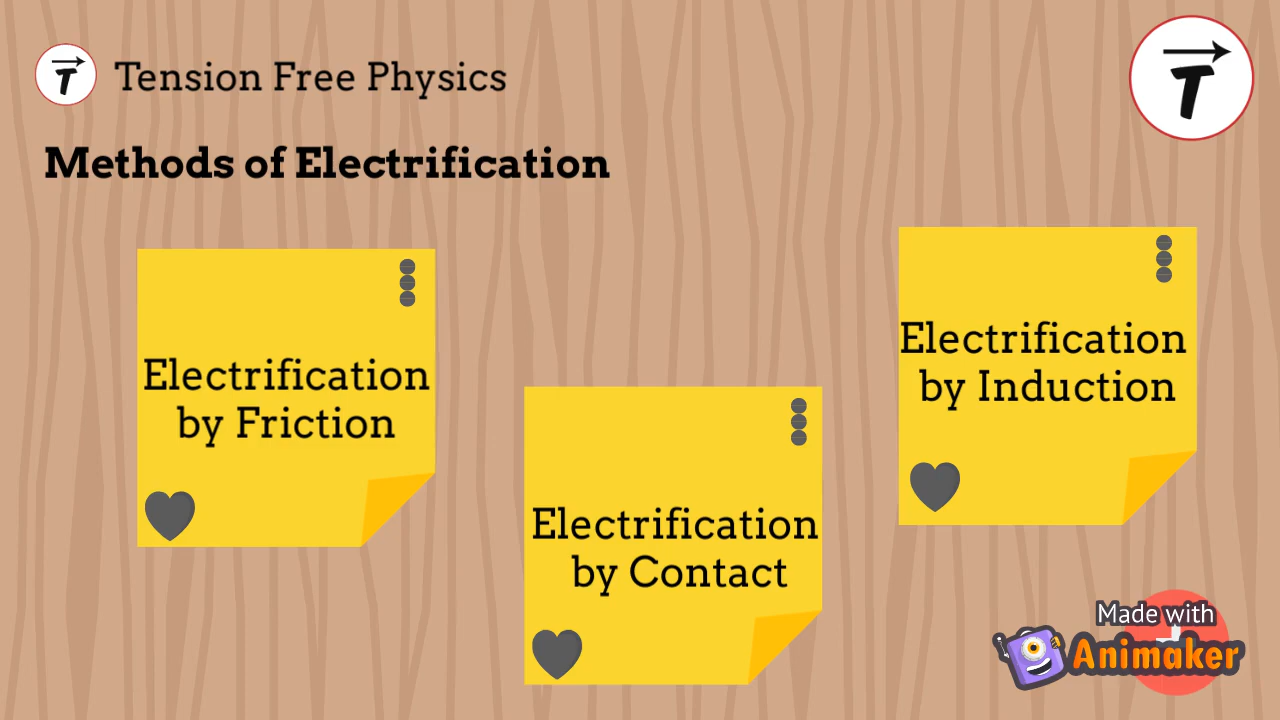 Tension Free Physics
T
T
Methods of Electrification
Electrification
by Friction
Electrification
by Contact
Electrification
by Induction
Made with
Animaker